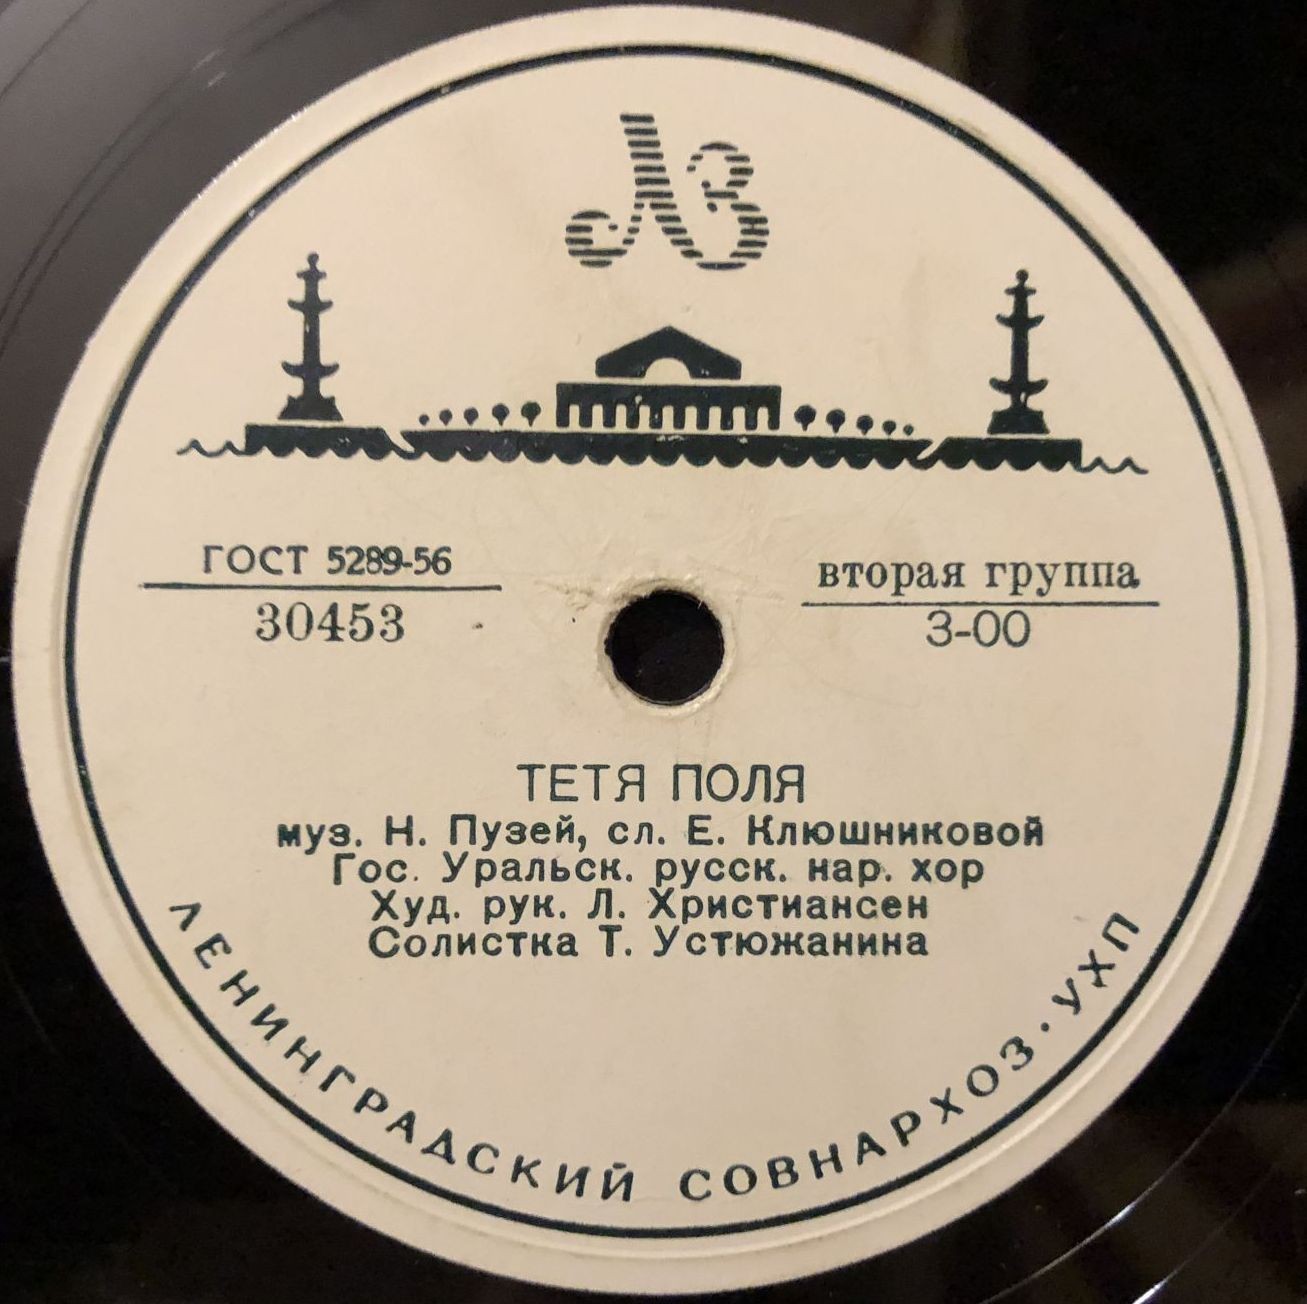 ЛЗ
ГОСТ 5289-56
30453
вторая группа
3-00
ТЕТЯ ПОЛЯ
муз. Н. Пузей, сл. Е. Клюшниковой
Гос. Уральск. русск. нар. хор
Худ. рук. Л. Христиансен
Солистка Т. Устюжанина
ЛЕНИНГРАДСКИЙ СОВНАРХОЗ · УХП